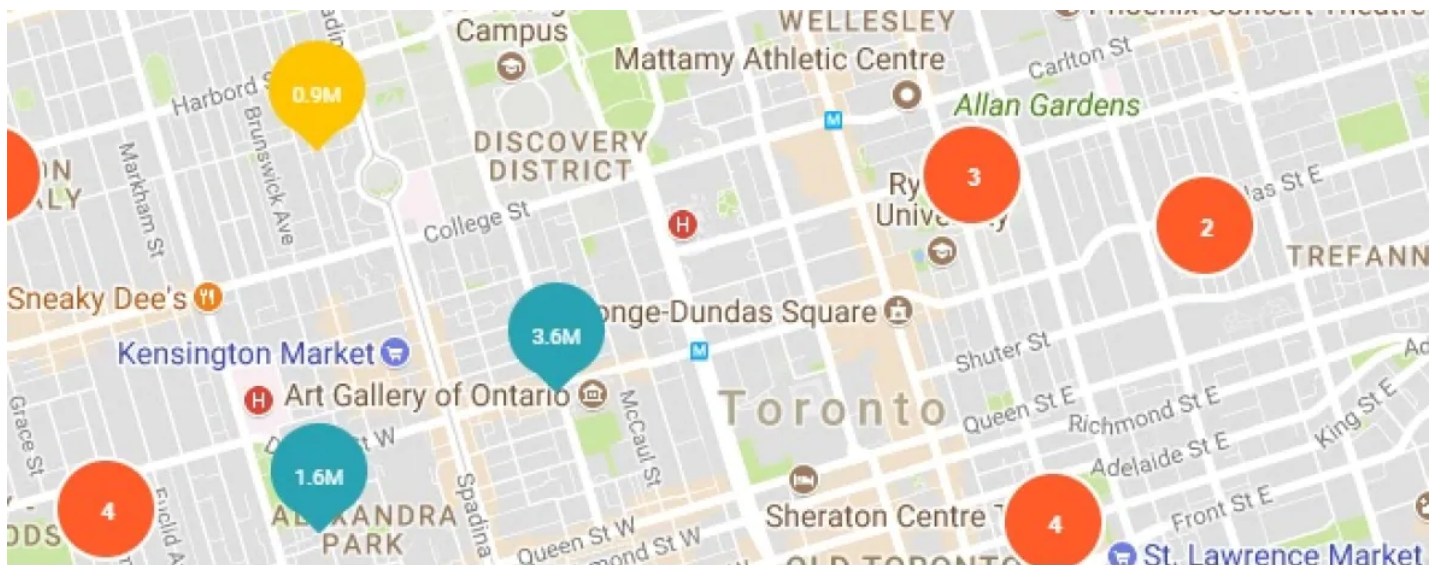 Campus
WELLESLEY
Mattamy Athletic Centre
Carlton St
Harbord
0.9M
Allan Gardens
Brunswick Ave
DISCOVERY
DISTRICT
Markham St
3
2
College St
H
M
TREFANN
Sneaky Dee's
3.6M
Dundas Square
M
Kensington Market
Shuter St
H
Art Gallery of Ontario
McCaul St
Toronto
Queen St E
Richmond St E
King St E
Grace St
St W
1.6M
Adelaide St E
4
Spadina
PARK
Sheraton Centre
4
Front St E
Queen St W
St. Lawrence Market